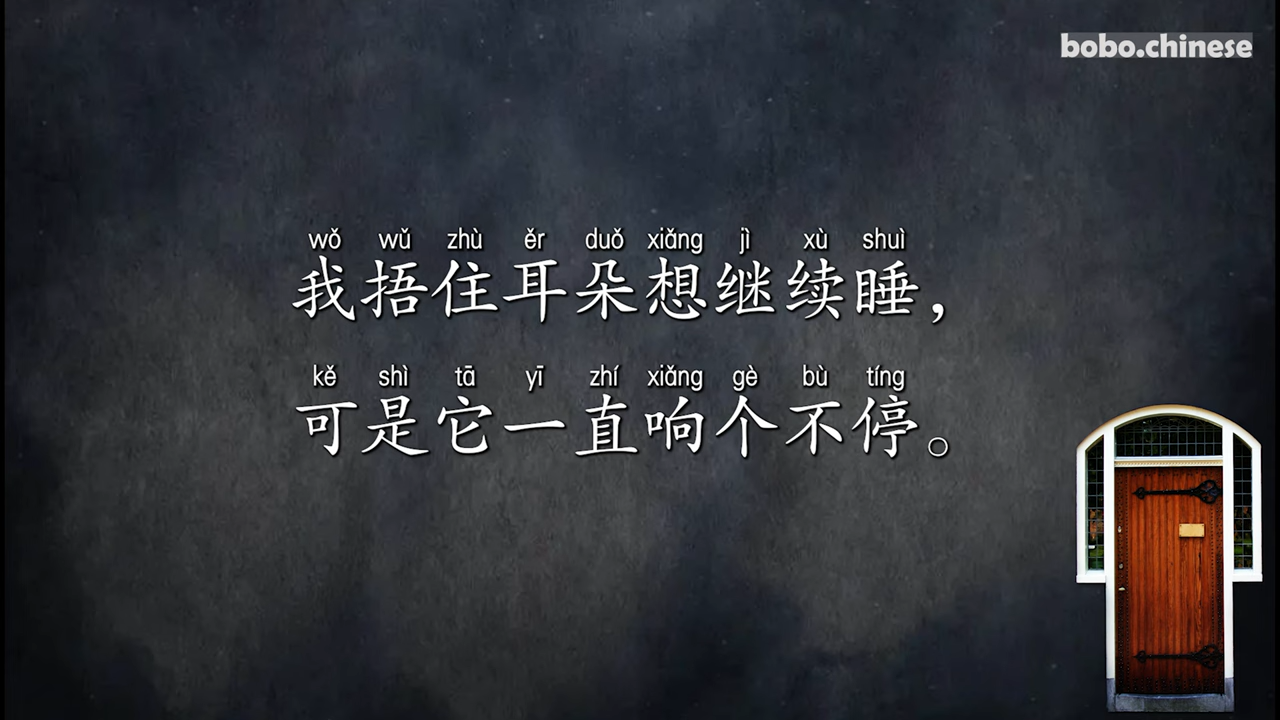 bobo.chinese
wǒ wǔ zhù ěr duǒ xiǎng jì xù shuì
我捂住耳朵想继续睡，
kě shì tā yī zhí xiǎng gè bù tíng
可是它一直响个不停。